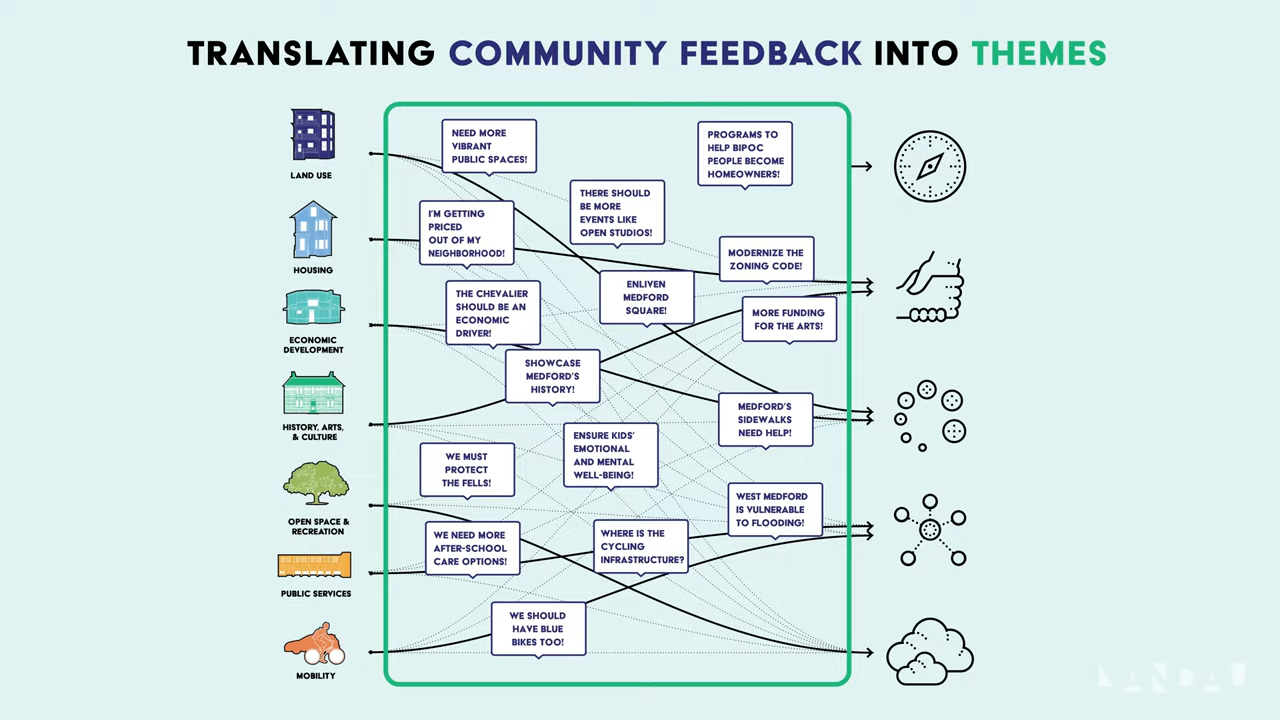 TRANSLATING COMMUNITY FEEDBACK INTO THEMES
LAND USE
HOUSING
ECONOMIC
DEVELOPMENT
HISTORY, ARTS,
& CULTURE
OPEN SPACE &
RECREATION
PUBLIC SERVICES
MOBILITY
NEED MORE
VIBRANT
PUBLIC SPACES!
PROGRAMS TO
HELP BIPOC
PEOPLE BECOME
HOMEOWNERS!
THERE SHOULD
BE MORE
EVENTS LIKE
OPEN STUDIOS!
I'M GETTING
PRICED
OUT OF MY
NEIGHBORHOOD!
MODERNIZE THE
ZONING CODE!
ENLIVEN
MEDFORD
SQUARE!
THE CHEVALIER
SHOULD BE AN
ECONOMIC
DRIVER!
MORE FUNDING
FOR THE ARTS!
SHOWCASE
MEDFORD'S
HISTORY!
MEDFORD'S
SIDEWALKS
NEED HELP!
ENSURE KIDS'
EMOTIONAL
AND MENTAL
WELL-BEING!
WE MUST
PROTECT
THE FELLS!
WEST MEDFORD
IS VULNERABLE
TO FLOODING!
WE NEED MORE
AFTER-SCHOOL
CARE OPTIONS!
WHERE IS THE
CYCLING
INFRASTRUCTURE?
WE SHOULD
HAVE BLUE
BIKES TOO!